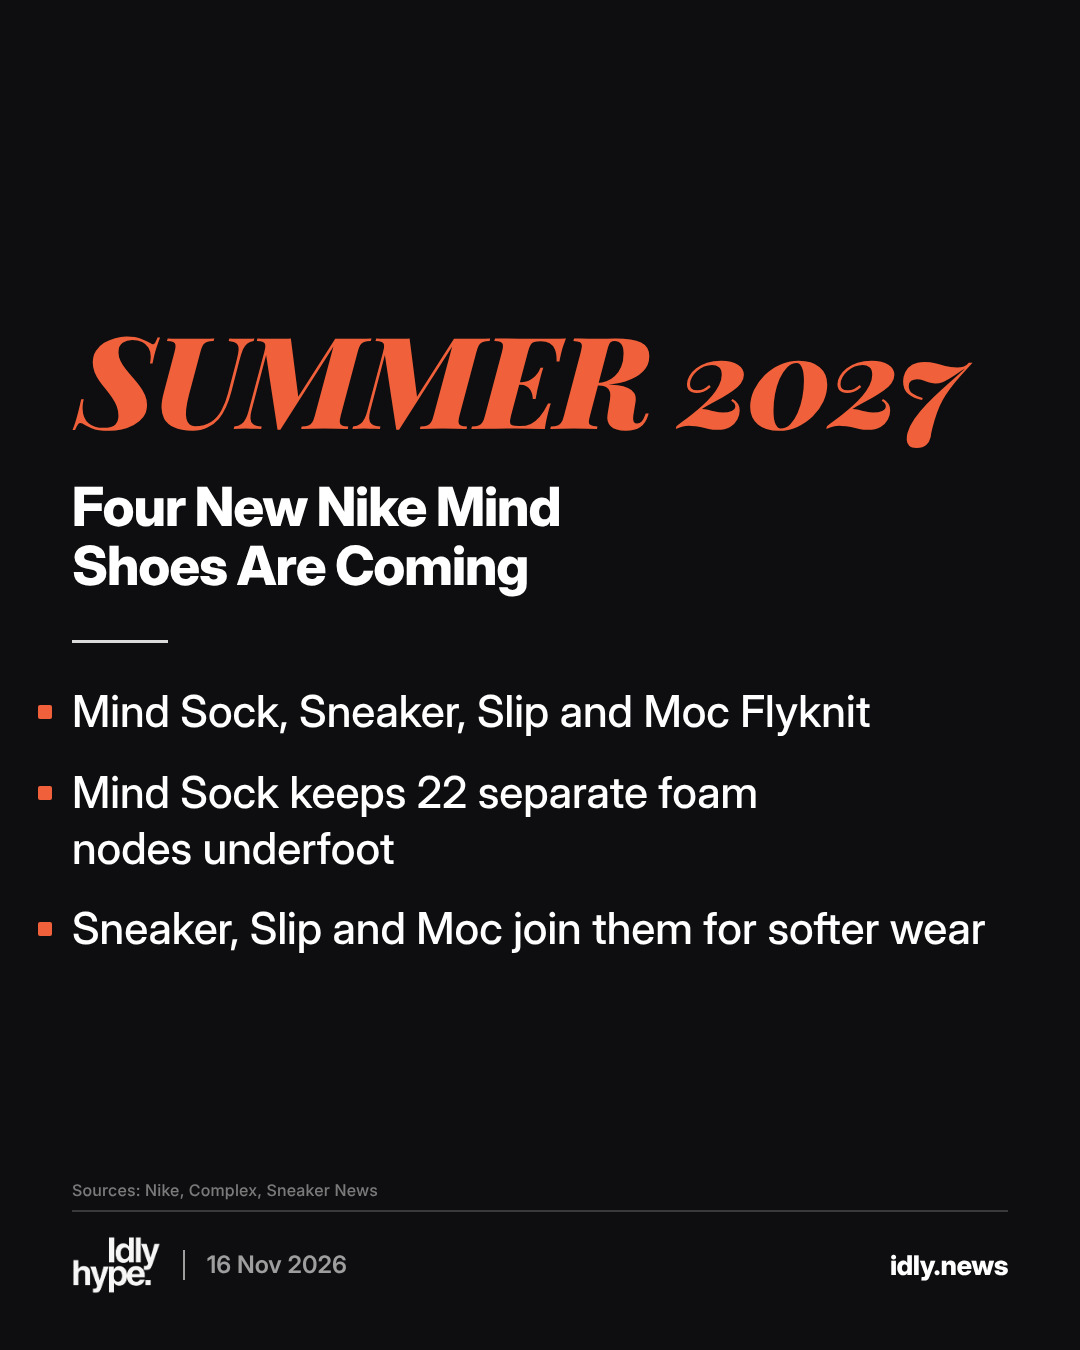 SUMMER 2027
Four New Nike Mind
Shoes Are Coming
Mind Sock, Sneaker, Slip and Moc Flyknit
Mind Sock keeps 22 separate foam
nodes underfoot
Sneaker, Slip and Moc join them for softer wear
Sources: Nike, Complex, Sneaker News
Idly
hype.
16 Nov 2026
idly.news